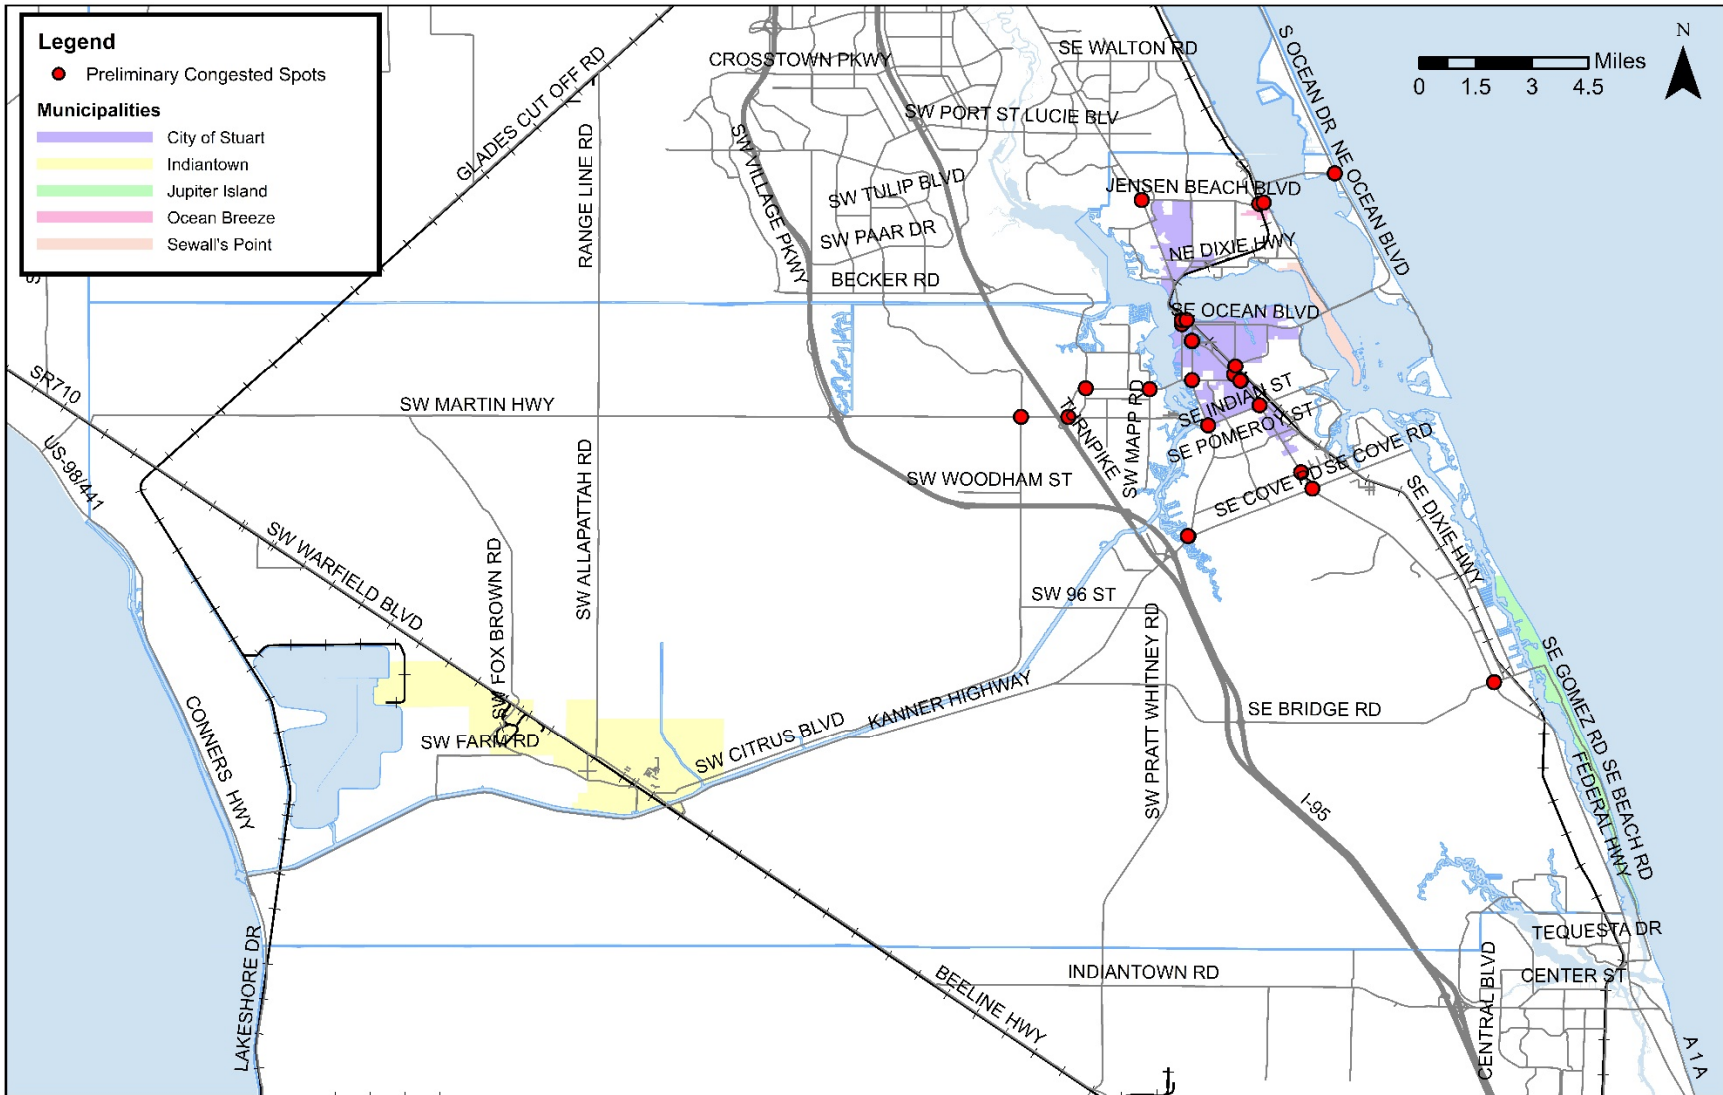 Legend
Preliminary Congested Spots
Municipalities
City of Stuart
Indiantown
Jupiter Island
Ocean Breeze
Sewall's Point
N
Miles
0 1.5 3 4.5
GLADES CUT OFF RD
RANGE LINE RD
CROSSTOWN PKWY
SE WALTON RD
SW PORT ST LUCIE BLV
S OCEAN DR
NE OCEAN BLVD
SW VILLAGE PKWY
SW TULIP BLVD
JENSEN BEACH BLVD
SW PAAR DR
NE DIXIE HWY
BECKER RD
SE OCEAN BLVD
SR710
SW MARTIN HWY
TURNPIKE
SW MAPP RD
SE INDIAN ST
SE POMEROY ST
US-98/441
SW ALLAPATTAH RD
SW WOODHAM ST
SE COVE RD
SE COVE RD
SE DIXIE HWY
SW WARFIELD BLVD
SW FOX BROWN RD
SW 96 ST
SW PRATT WHITNEY RD
CONNERS HWY
SW FARM RD
SW CITRUS BLVD
KANNER HIGHWAY
SE BRIDGE RD
SE GOMEZ RD
SE BEACH RD
FEDERAL HWY
I-95
LAKESHORE DR
BEELINE HWY
INDIANTOWN RD
CENTRAL BLVD
TEQUESTA DR
CENTER ST
A 1 A